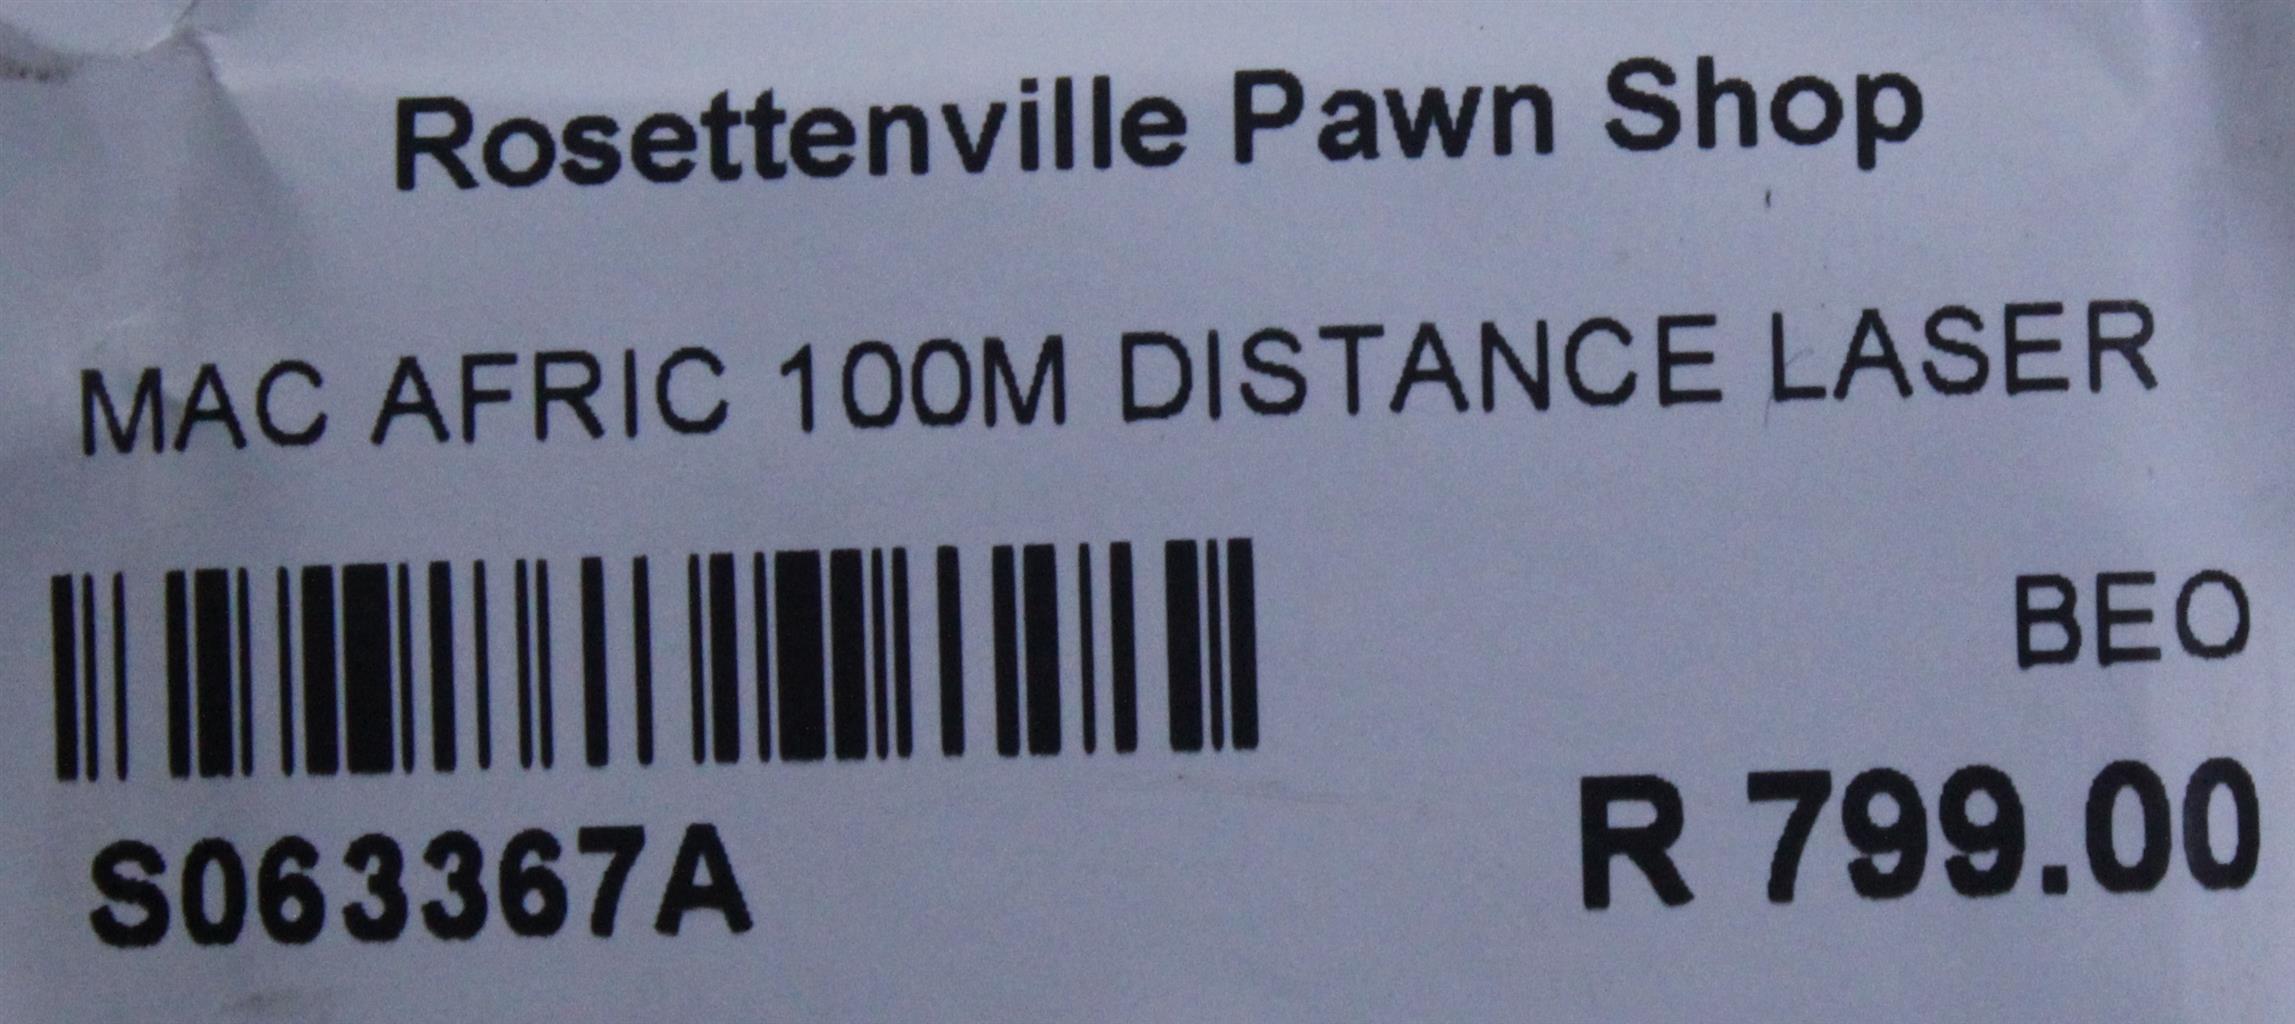 Rosettenville Pawn Shop
MAC AFRIC 100M DISTANCE LASER
BEO
S063367A
R 799.00